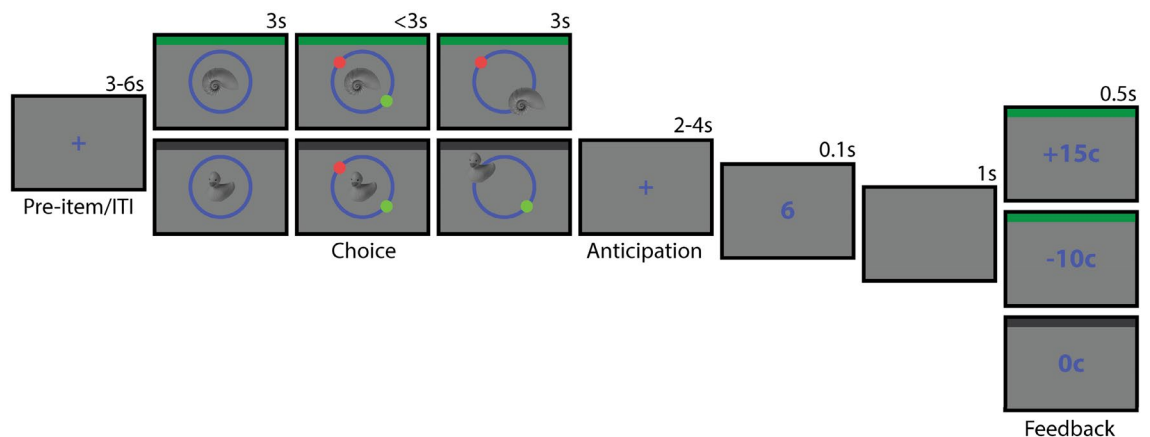 3-6s
+
Pre-item/ITI
3s
<3s
3s
Choice
2-4s
+
Anticipation
0.1s
6
1s
0.5s
+15c
-10c
0c
Feedback